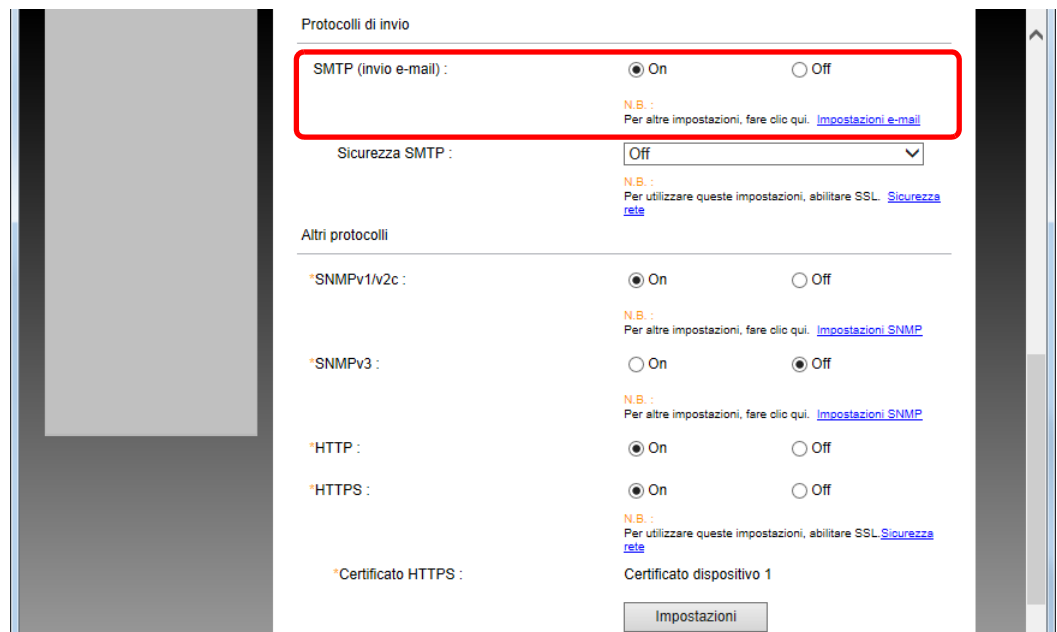 Protocolli di invio
SMTP (invio e-mail) : On Off
N.B. :
Per altre impostazioni, fare clic qui. Impostazioni e-mail
Sicurezza SMTP : Off
N.B. :
Per utilizzare queste impostazioni, abilitare SSL. Sicurezza
rete
Altri protocolli
*SNMPv1/v2c : On Off
N.B. :
Per altre impostazioni, fare clic qui. Impostazioni SNMP
*SNMPv3 : On Off
N.B. :
Per altre impostazioni, fare clic qui. Impostazioni SNMP
*HTTP : On Off
*HTTPS : On Off
N.B. :
Per utilizzare queste impostazioni, abilitare SSL.Sicurezza
rete
*Certificato HTTPS : Certificato dispositivo 1
Impostazioni